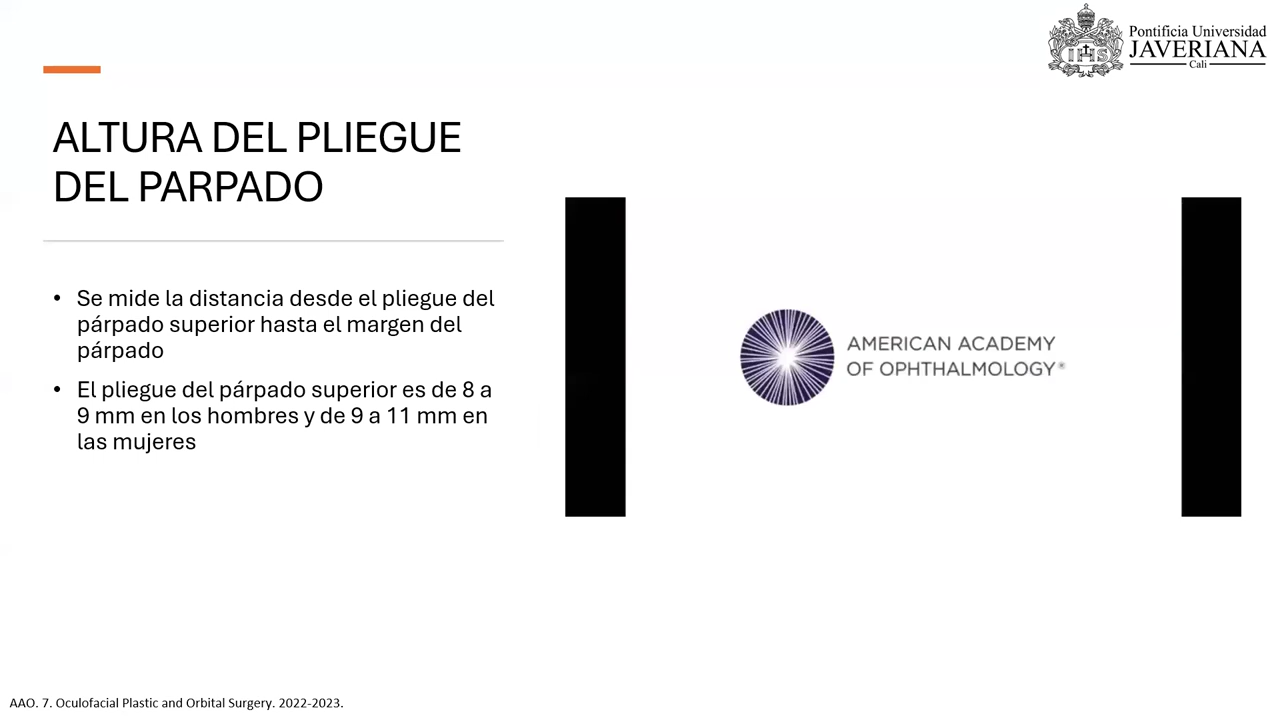 Pontificia Universidad
JAVERIANA
Cali
IHS
ALTURA DEL PLIEGUE
DEL PARPADO
• Se mide la distancia desde el pliegue del
párpado superior hasta el margen del
párpado
• El pliegue del párpado superior es de 8 a
9 mm en los hombres y de 9 a 11 mm en
las mujeres
AMERICAN ACADEMY
OF OPHTHALMOLOGY®
AAO. 7. Oculofacial Plastic and Orbital Surgery. 2022-2023.